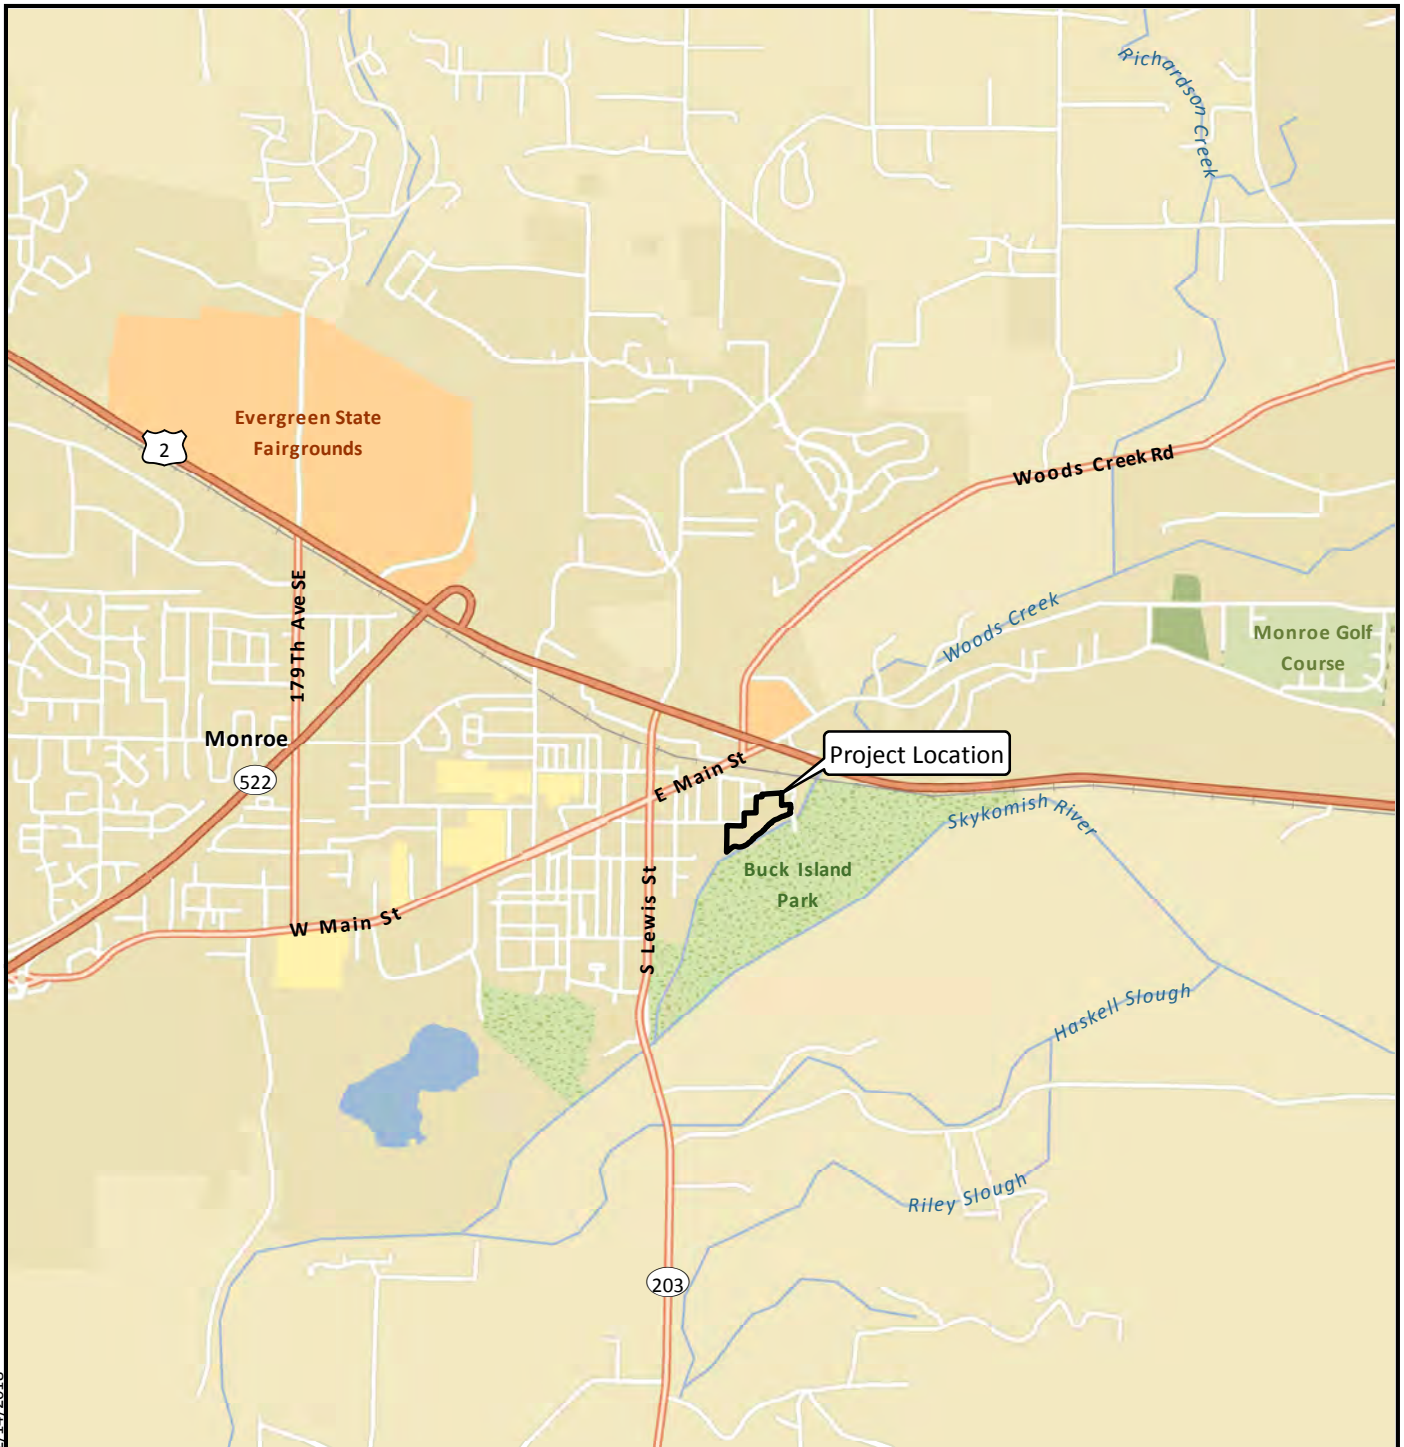 Richardson Creek
Evergreen State
Fairgrounds
2
Woods Creek Rd
179Th Ave SE
Woods Creek
Monroe Golf
Course
Monroe
522
Project Location
E Main St
Skykomish River
Buck Island
Park
S Lewis St
W Main St
Haskell Slough
Riley Slough
203